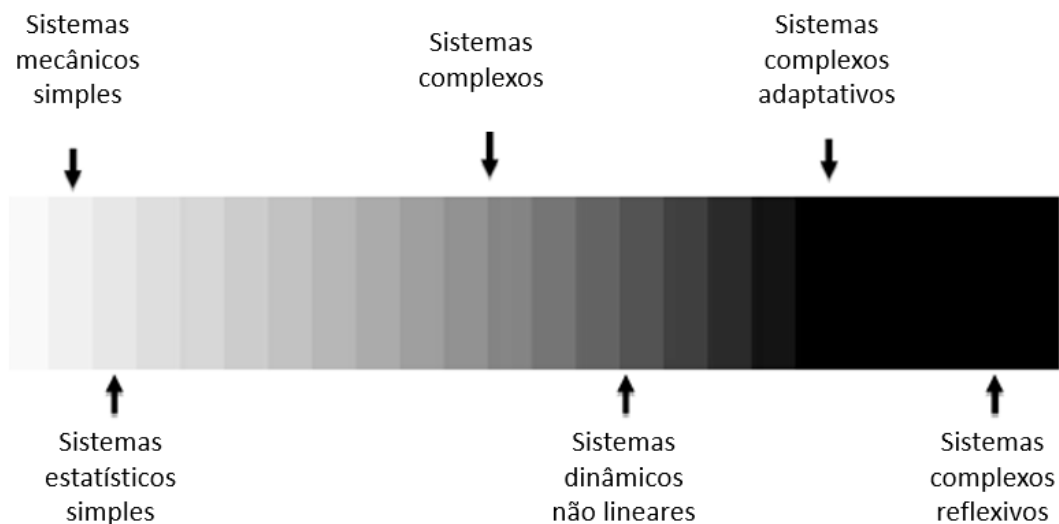 Sistemas
mecânicos
simples
Sistemas
complexos
Sistemas
complexos
adaptativos
Sistemas
estatísticos
simples
Sistemas
dinâmicos
não lineares
Sistemas
complexos
reflexivos